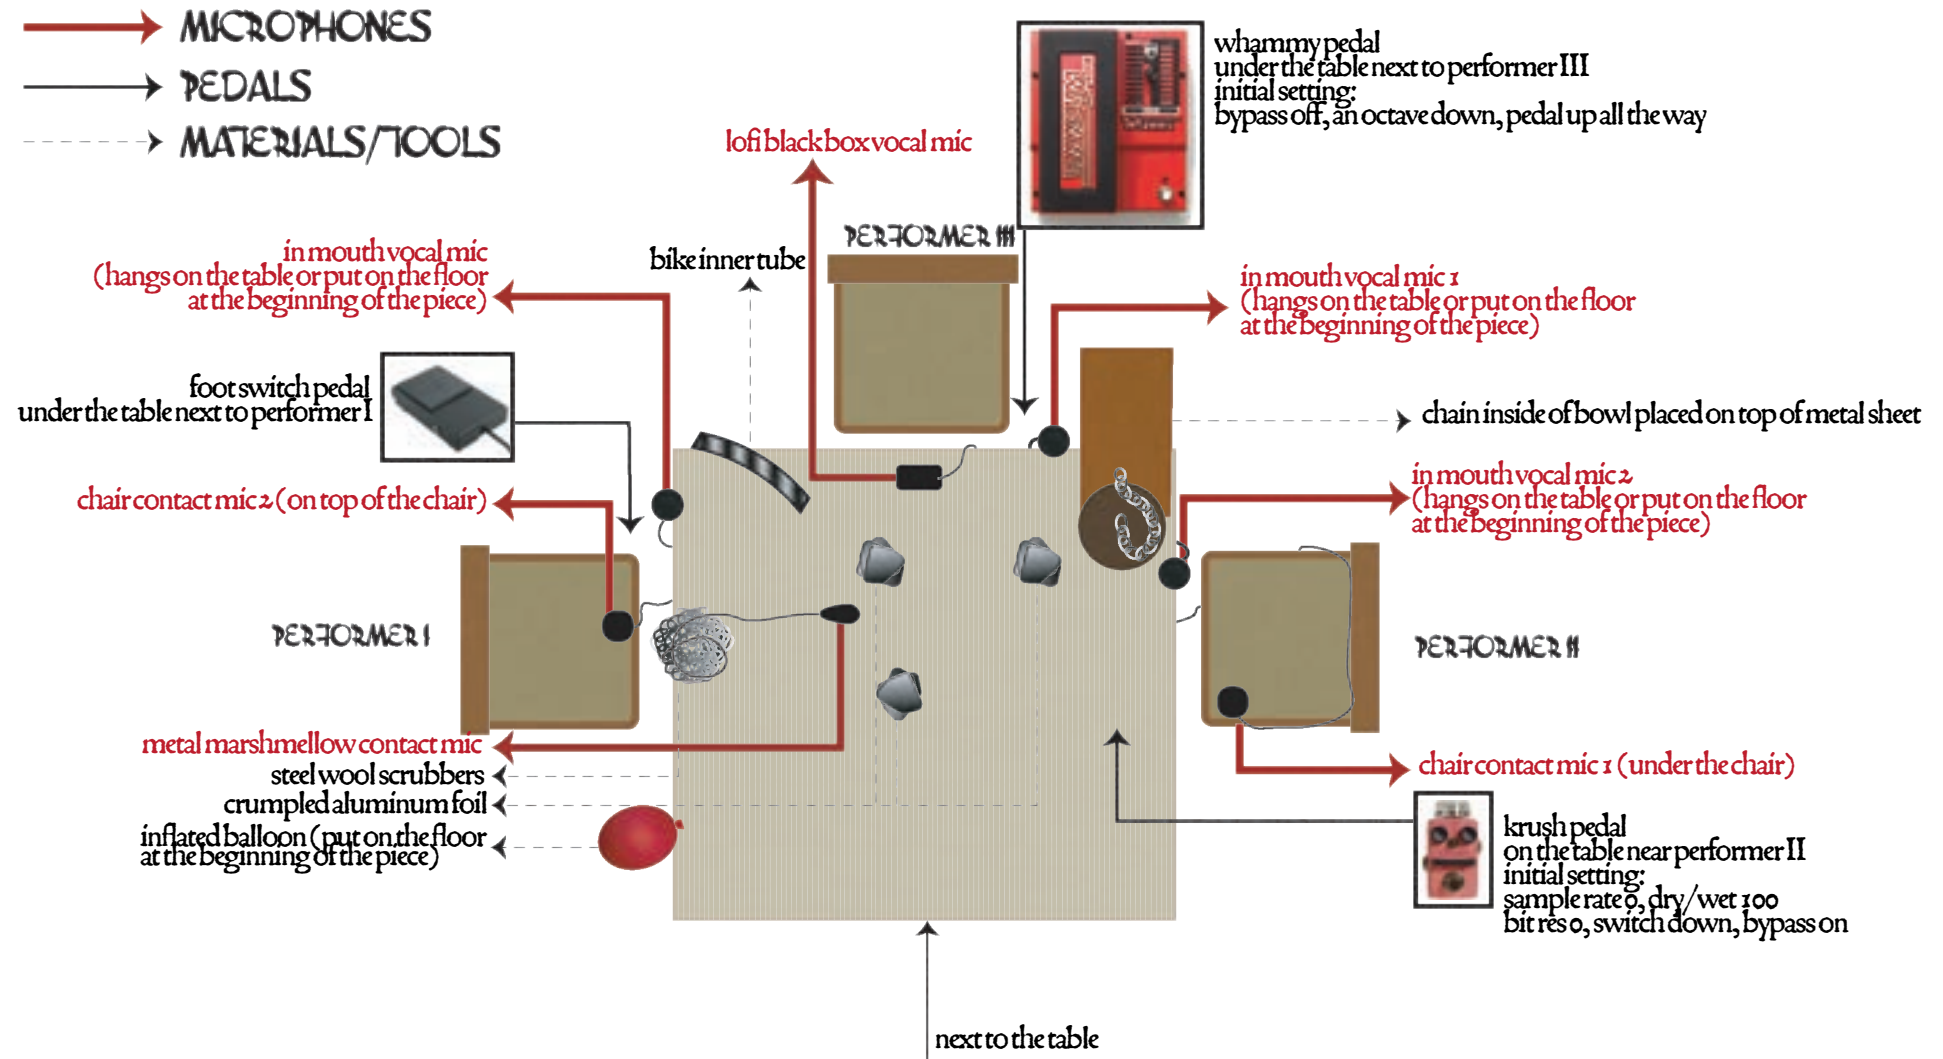 MICROPHONES
PEDALS
MATERIALS/TOOLS
whammy pedal
under the table next to performer III
initial setting:
bypass off, an octave down, pedal up all the way
lofi black box vocal mic
PERFORMER III
bike inner tube
in mouth vocal mic
(hangs on the table or put on the floor
at the beginning of the piece)
in mouth vocal mic 1
(hangs on the table or put on the floor
at the beginning of the piece)
foot switch pedal
under the table next to performer I
chain inside of bowl placed on top of metal sheet
chair contact mic 2 (on top of the chair)
in mouth vocal mic 2
(hangs on the table or put on the floor
at the beginning of the piece)
PERFORMER I
PERFORMER II
metal marshmellow contact mic
steel wool scrubbers
crumpled aluminum foil
inflated balloon (put on the floor
at the beginning of the piece)
chair contact mic 1 (under the chair)
krush pedal
on the table near performer II
initial setting:
sample rate 0, dry/wet 100
bit res 0, switch down, bypass on
next to the table